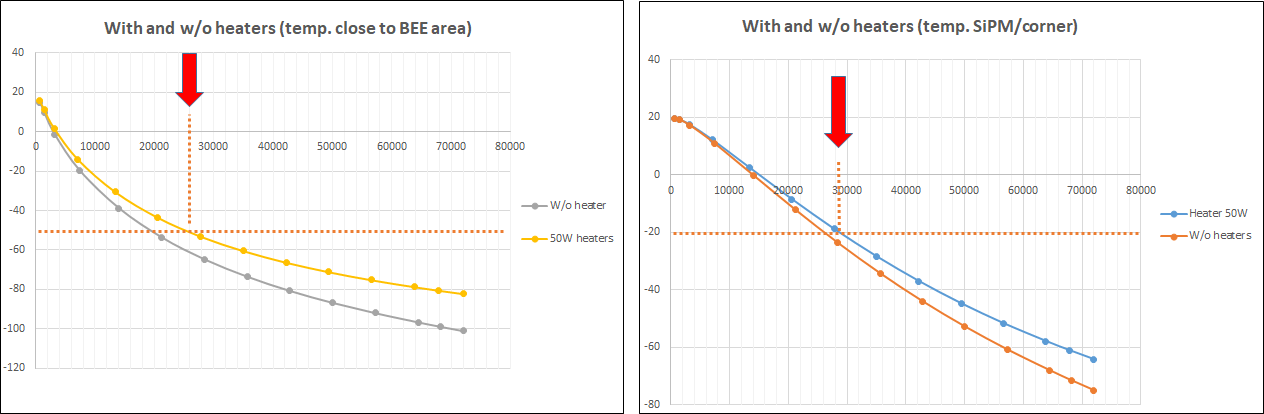 With and w/o heaters (temp. close to BEE area)
40
20
0
-20
-40
-60
-80
-100
-120
0 10000 20000 30000 40000 50000 60000 70000 80000
W/o heater
50W heaters
With and w/o heaters (temp. SiPM/corner)
40
20
0
-20
-40
-60
-80
0 10000 20000 30000 40000 50000 60000 70000 80000
Heater 50W
W/o heaters